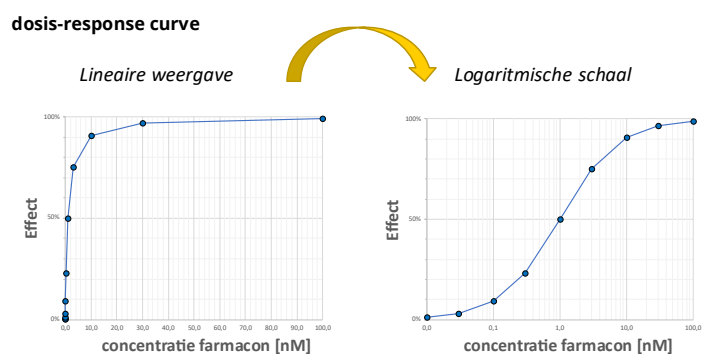 dosis-response curve
Lineaire weergave
Logaritmische schaal
100%
50%
0%
Effect
0,0 10,0 20,0 30,0 40,0 50,0 60,0 70,0 80,0 90,0 100,0
concentratie farmacon [nM]
100%
50%
0%
Effect
0,0 0,1 1,0 10,0 100,0
concentratie farmacon [nM]